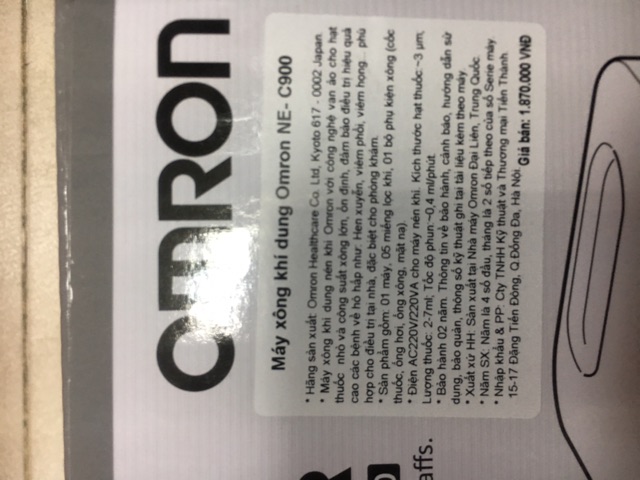 OMRON
Máy xông khí dung Omron NE- C900
* Hãng sản xuất: Omron Healthcare Co. Ltd, Kyoto 617 - 0002 Japan.
* Máy xông khí dung nén khí Omron với công nghệ van ảo cho hạt
thuốc nhỏ và công suất xông lớn, ổn định, đảm bảo điều trị hiệu quả
cao các bệnh về hô hấp như: Hen xuyễn, viêm phổi, viêm họng... phù
hợp cho điều trị tại nhà, đặc biệt cho phòng khám.
* Sản phẩm gồm: 01 máy, 05 miếng lọc khí, 01 bộ phụ kiện xông (cốc
thuốc, ống hơi, ống xông, mặt nạ).
* Điện AC220V/220VA cho máy nén khí. Kích thước hạt thuốc~3 µm;
Lượng thuốc: 2-7ml; Tốc độ phun:~0,4 ml/phút.
* Bảo hành 02 năm. Thông tin về bảo hành, cảnh báo, hướng dẫn sử
dụng, bảo quản, thông số kỹ thuật ghi tại tài liệu kèm theo máy.
* Xuất xứ HH: Sản xuất tại Nhà máy Omron Đại Liên, Trung Quốc.
* Năm SX: Năm là 4 số đầu, tháng là 2 số tiếp theo của số Serie máy.
* Nhập khẩu & PP: Cty TNHH Kỹ thuật và Thương mại Tiến Thành.
15-17 Đặng Tiến Đông, Q.Đống Đa, Hà Nội. Giá bán: 1.870.000 VNĐ
R
affs.